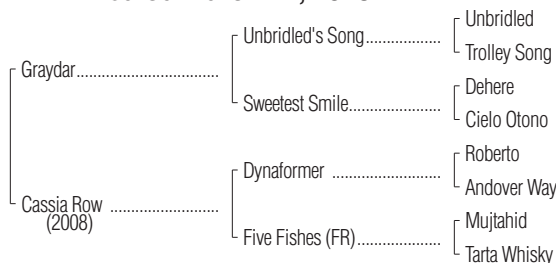 Unbridled
Unbridled's Song....................
Trolley Song
Graydar.......................................
Dehere
Sweetest Smile.........................
Cielo Otono
Roberto
Dynaformer .............................
Andover Way
Cassia Row ..............................
(2008)
Mujtahid
Five Fishes (FR)......................
Tarta Whisky